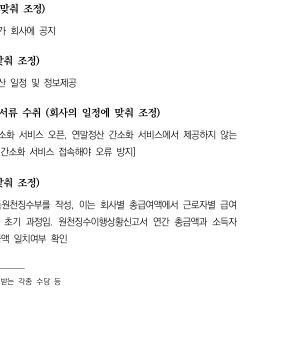 맞춰 조정)
가 회사에 공지
맞춰 조정)
산 일정 및 정보제공
서류 수취 (회사의 일정에 맞춰 조정)
소화 서비스 오픈, 연말정산 간소화 서비스에서 제공하지 않는
간소화 서비스 접속해야 오류 방지]
맞춰 조정)
원천징수부를 작성, 이는 회사별 총급여액에서 근로자별 급여
초기 과정임. 원천징수이행상황신고서 연간 총금액과 소득자
금액 일치여부 확인
받는 각종 수당 등